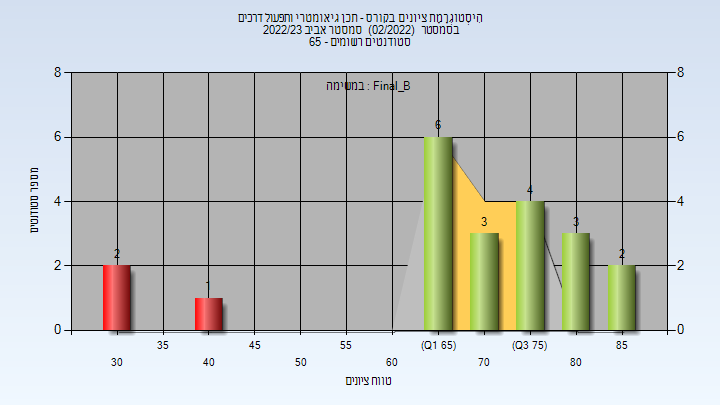 היסטוגרמת ציונים בקורס - תכן גיאומטרי ותפעול דרכים
בסמסטר (02/2022) סמסטר אביב 2022/23
סטודנטים רשומים - 65
במשימה : Final_B
מספר סטודנטים
8 8
6 6
4 4
2 2
0 0
2 1 6 3 4 3 2
35 45 50 55 (Q1 65) (Q3 75) 85
30 40 60 70 80
טווח ציונים